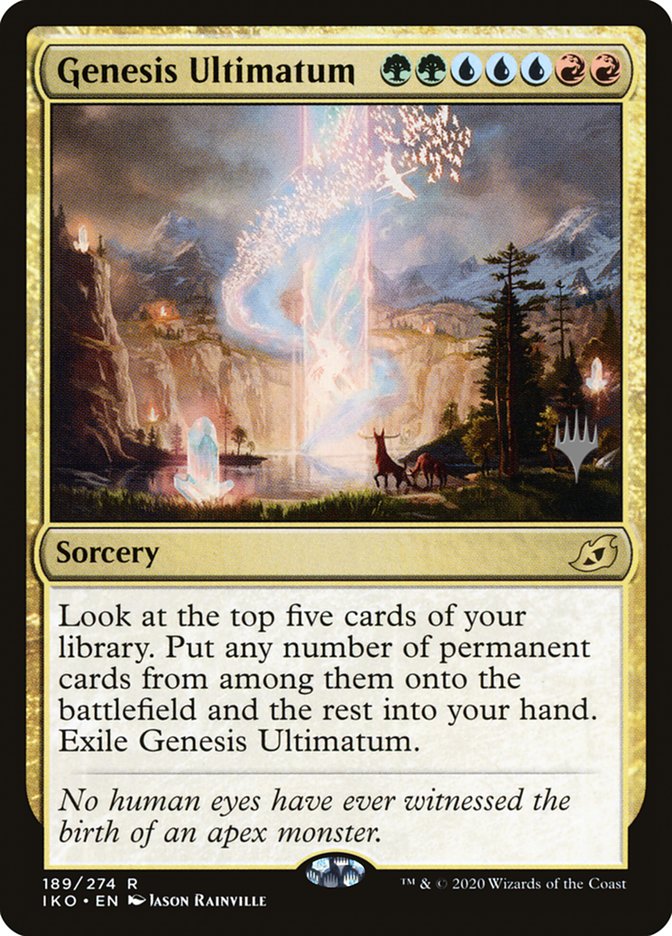 Genesis Ultimatum
Sorcery
Look at the top five cards of your
library. Put any number of permanent
cards from among them onto the
battlefield and the rest into your hand.
Exile Genesis Ultimatum.
No human eyes have ever witnessed the
birth of an apex monster.
189/274 R
IKO • EN Jason Rainville
™ & © 2020 Wizards of the Coast